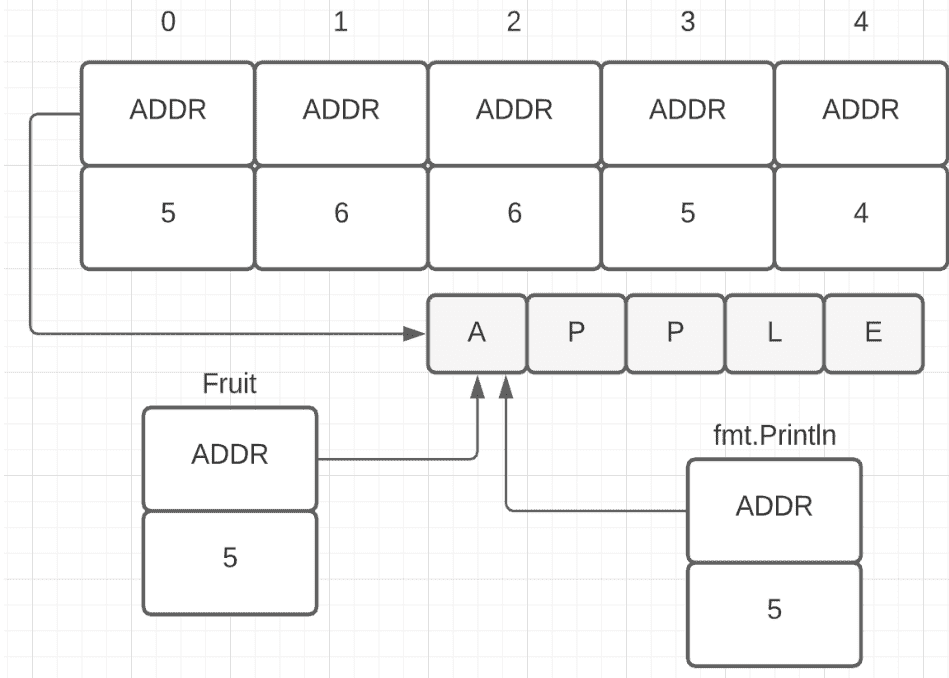 0 1 2 3 4
ADDR ADDR ADDR ADDR ADDR
5 6 6 5 4
A P P L E
Fruit
ADDR
5
fmt.Println
ADDR
5